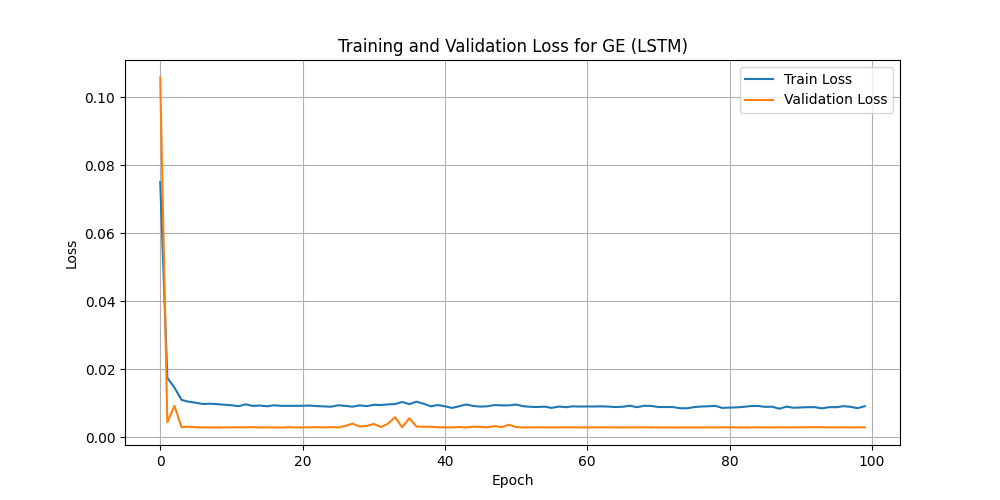 Training and Validation Loss for GE (LSTM)
Train Loss
Validation Loss
0.10
0.08
0.06
0.04
0.02
0.00
Loss
0 20 40 60 80 100
Epoch